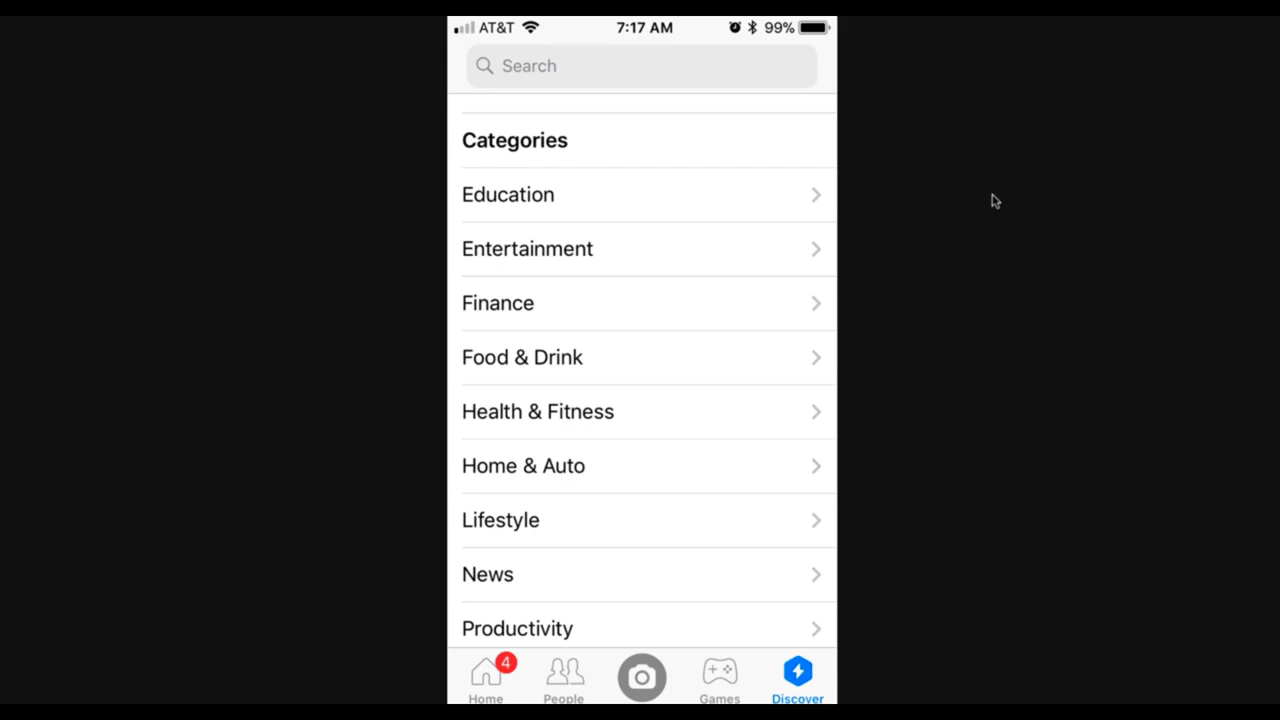 AT&T 7:17 AM 99%
Search
Categories
Education
Entertainment
Finance
Food & Drink
Health & Fitness
Home & Auto
Lifestyle
News
Productivity
4
Home People Games Discover